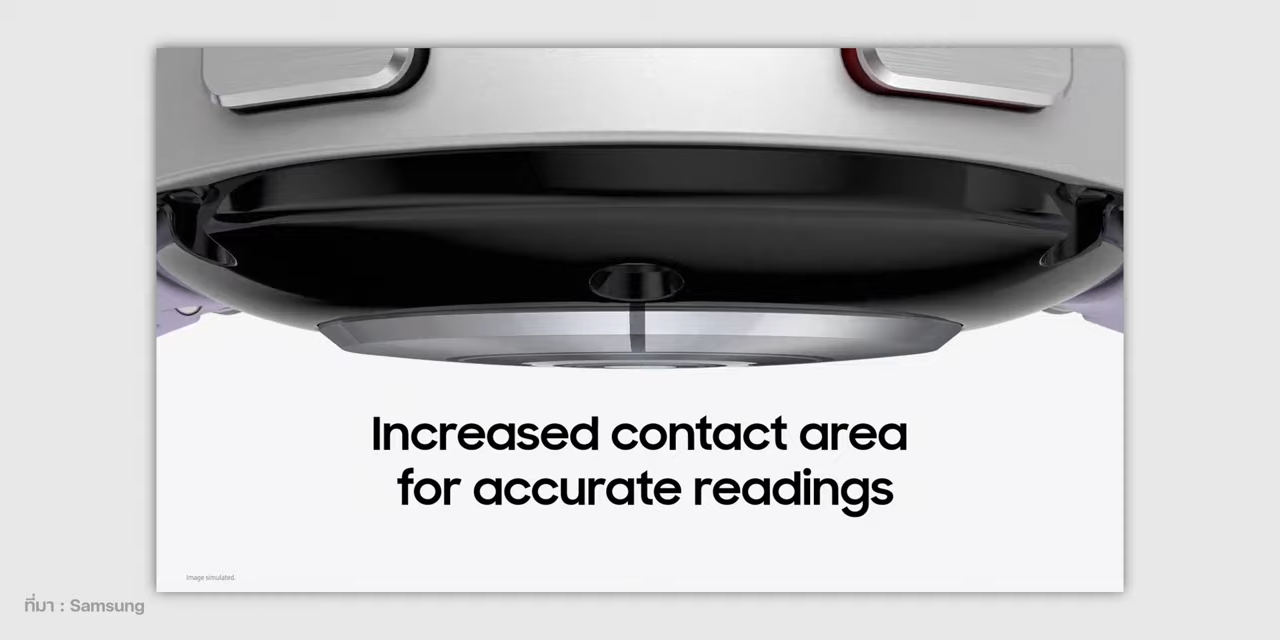 Increased contact area
for accurate readings
Image simulated.
ที่มา : Samsung